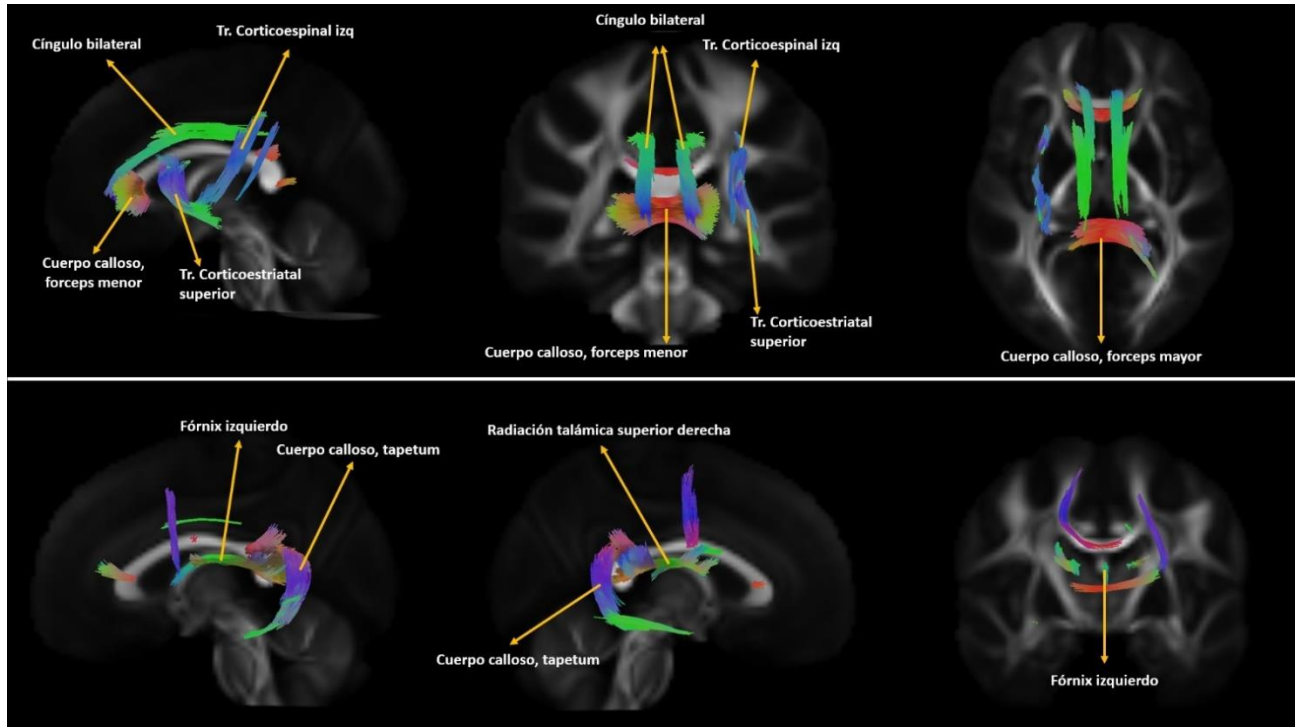 Cíngulo bilateral
Tr. Corticoespinal izq
Cuerpo calloso,
forceps menor
Tr. Corticoestriatal
superior
Cíngulo bilateral
Tr. Corticoespinal izq
Cuerpo calloso, forceps menor
Tr. Corticoestriatal
superior
Cuerpo calloso, forceps mayor
Fórnix izquierdo
Cuerpo calloso, tapetum
*
Radiación talámica superior derecha
Cuerpo calloso, tapetum
Fórnix izquierdo